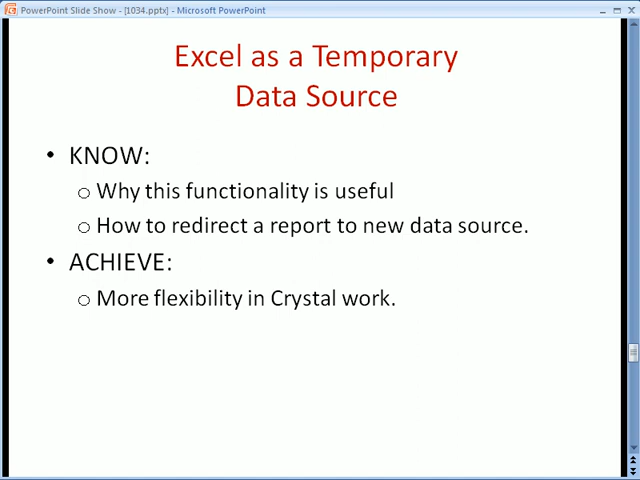 PowerPoint Slide Show - [1034.pptx] - Microsoft PowerPoint
Excel as a Temporary
Data Source
• KNOW:
○ Why this functionality is useful
○ How to redirect a report to new data source.
• ACHIEVE:
○ More flexibility in Crystal work.